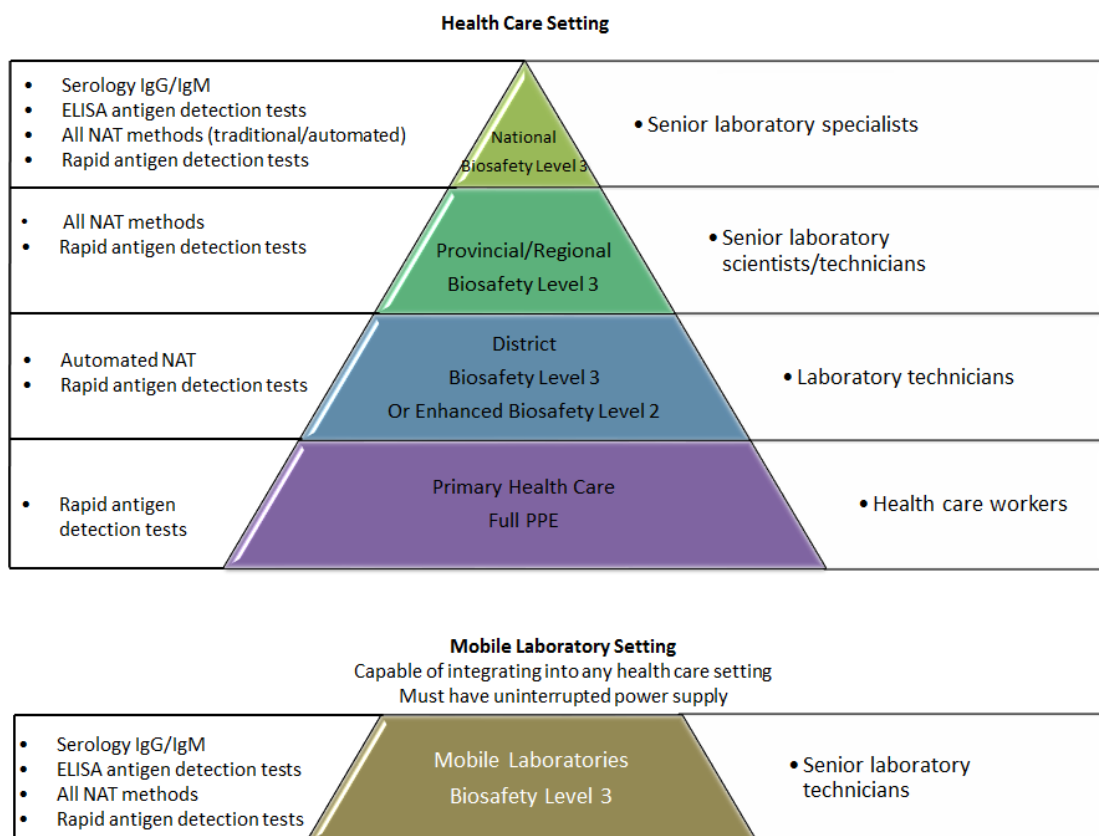 Health Care Setting
• Serology IgG/IgM
• ELISA antigen detection tests
• All NAT methods (traditional/automated)
• Rapid antigen detection tests
National
Biosafety Level 3
• Senior laboratory specialists
• All NAT methods
• Rapid antigen detection tests
Provincial/Regional
Biosafety Level 3
• Senior laboratory
scientists/technicians
• Automated NAT
• Rapid antigen detection tests
District
Biosafety Level 3
Or Enhanced Biosafety Level 2
• Laboratory technicians
• Rapid antigen
detection tests
Primary Health Care
Full PPE
• Health care workers
Mobile Laboratory Setting
Capable of integrating into any health care setting
Must have uninterrupted power supply
• Serology IgG/IgM
• ELISA antigen detection tests
• All NAT methods
• Rapid antigen detection tests
Mobile Laboratories
Biosafety Level 3
• Senior laboratory
technicians